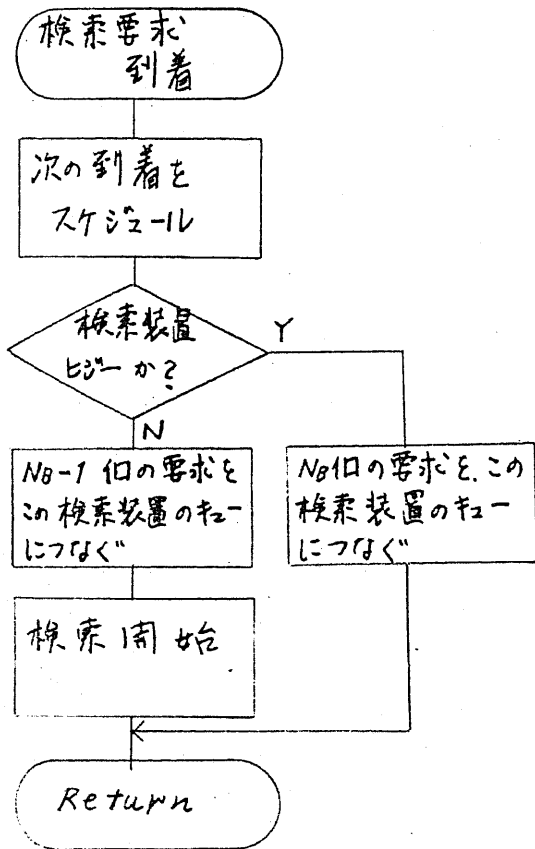 検索要求
到着
次の到着を
スケジュール
検索装置
ビジーか?
Y
N
NB-1個の要求を
この検索装置のキュー
につなぐ
NB個の要求を、この
検索装置のキュー
につなぐ
検索開始
Return